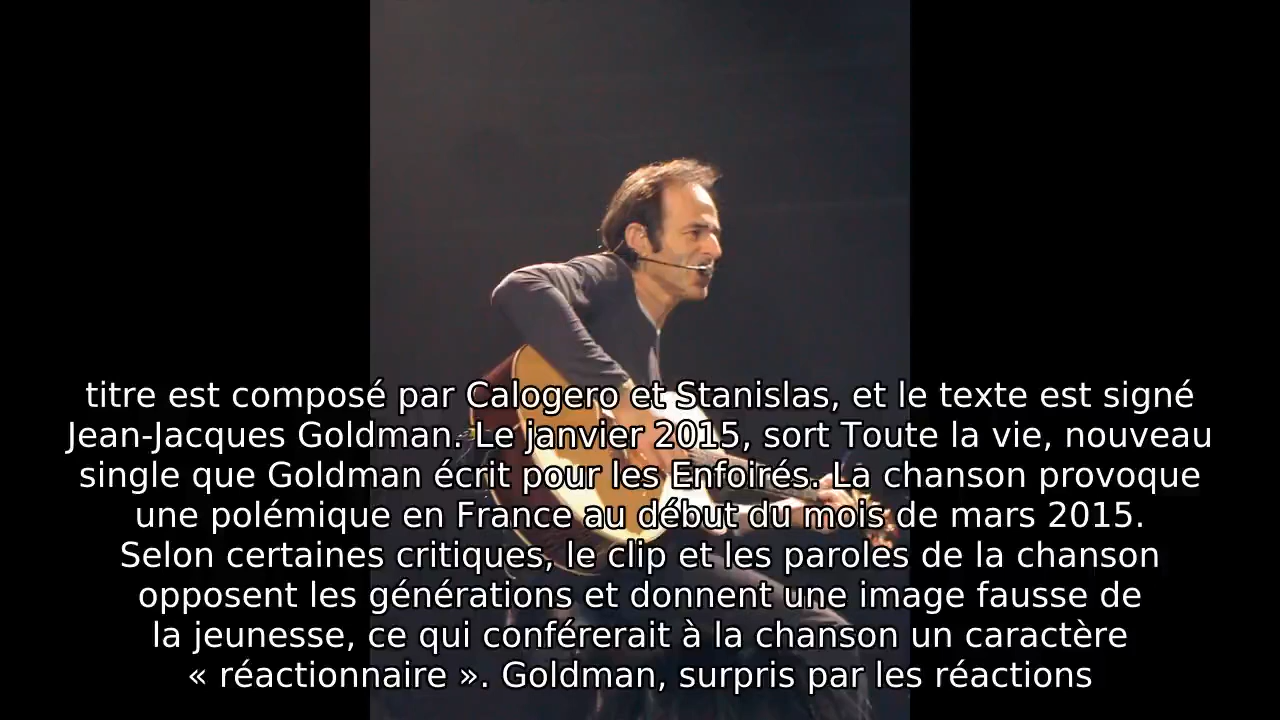 titre est composé par Calogero et Stanislas, et le texte est signé
Jean-Jacques Goldman. Le janvier 2015, sort Toute la vie, nouveau
single que Goldman écrit pour les Enfoirés. La chanson provoque
une polémique en France au début du mois de mars 2015.
Selon certaines critiques, le clip et les paroles de la chanson
opposent les générations et donnent une image fausse de
la jeunesse, ce qui conférerait à la chanson un caractère
« réactionnaire ». Goldman, surpris par les réactions